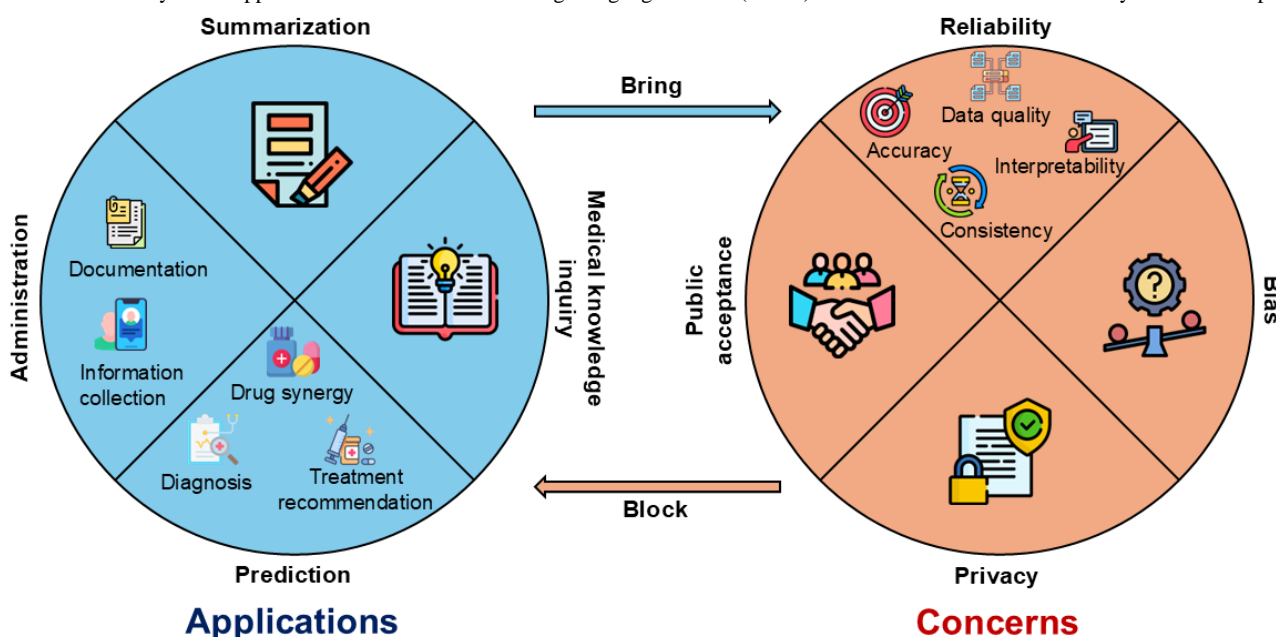 Summarization
Reliability
Bring
Data quality
Accuracy
Interpretability
Consistency
Administration
Documentation
Information
collection
Medical knowledge
inquiry
Public
acceptance
Bias
Drug synergy
Diagnosis
Treatment
recommendation
Block
Prediction
Privacy
Applications
Concerns